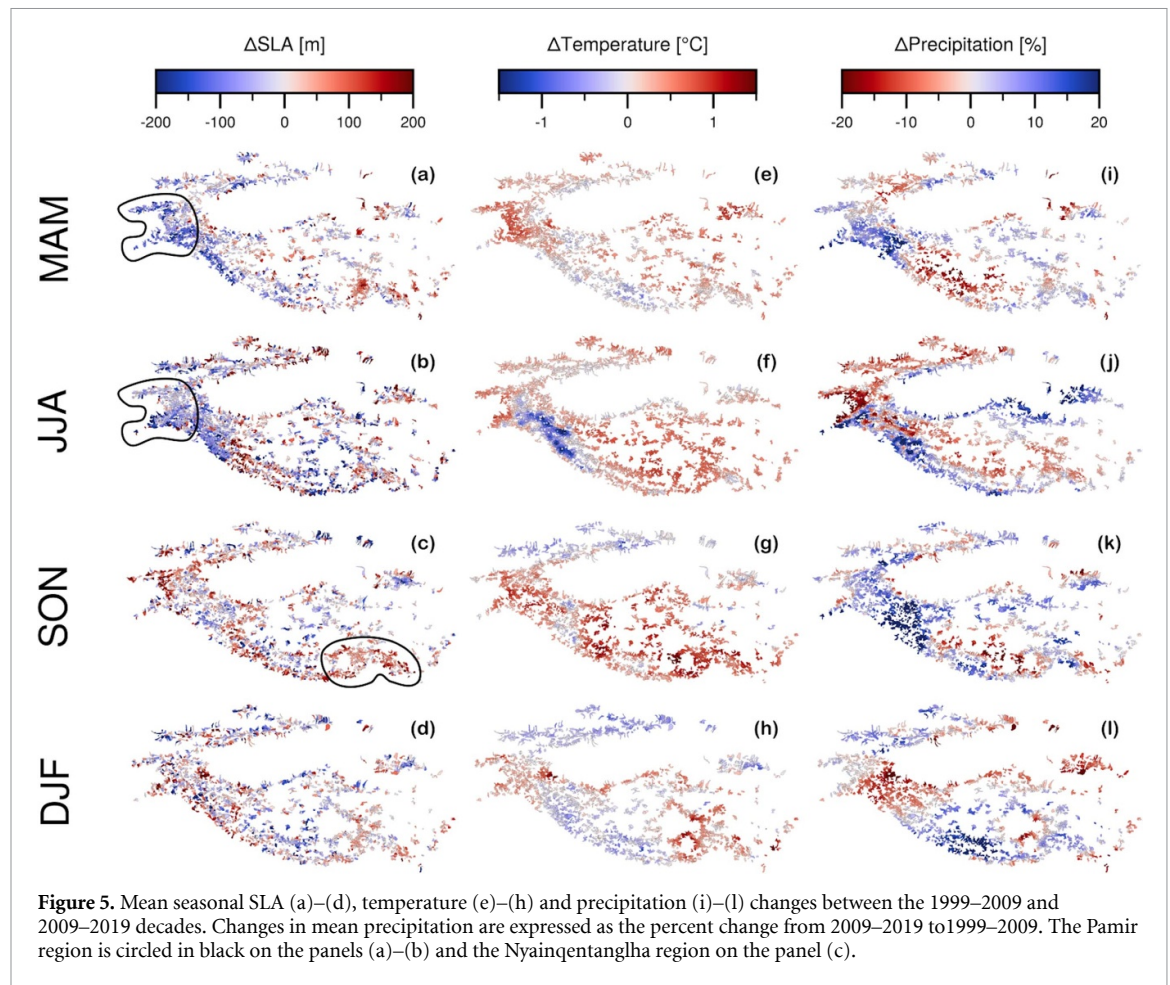 ΔSLA [m] ΔTemperature [°C] ΔPrecipitation [%]
-200 -100 0 100 200 -1 0 1 -20 -10 0 10 20
MAM (a) (e) (i)
JJA (b) (f) (j)
SON (c) (g) (k)
DJF (d) (h) (l)
Figure 5. Mean seasonal SLA (a)–(d), temperature (e)–(h) and precipitation (i)–(l) changes between the 1999–2009 and
2009–2019 decades. Changes in mean precipitation are expressed as the percent change from 2009–2019 to1999–2009. The Pamir
region is circled in black on the panels (a)–(b) and the Nyainqentanglha region on the panel (c).